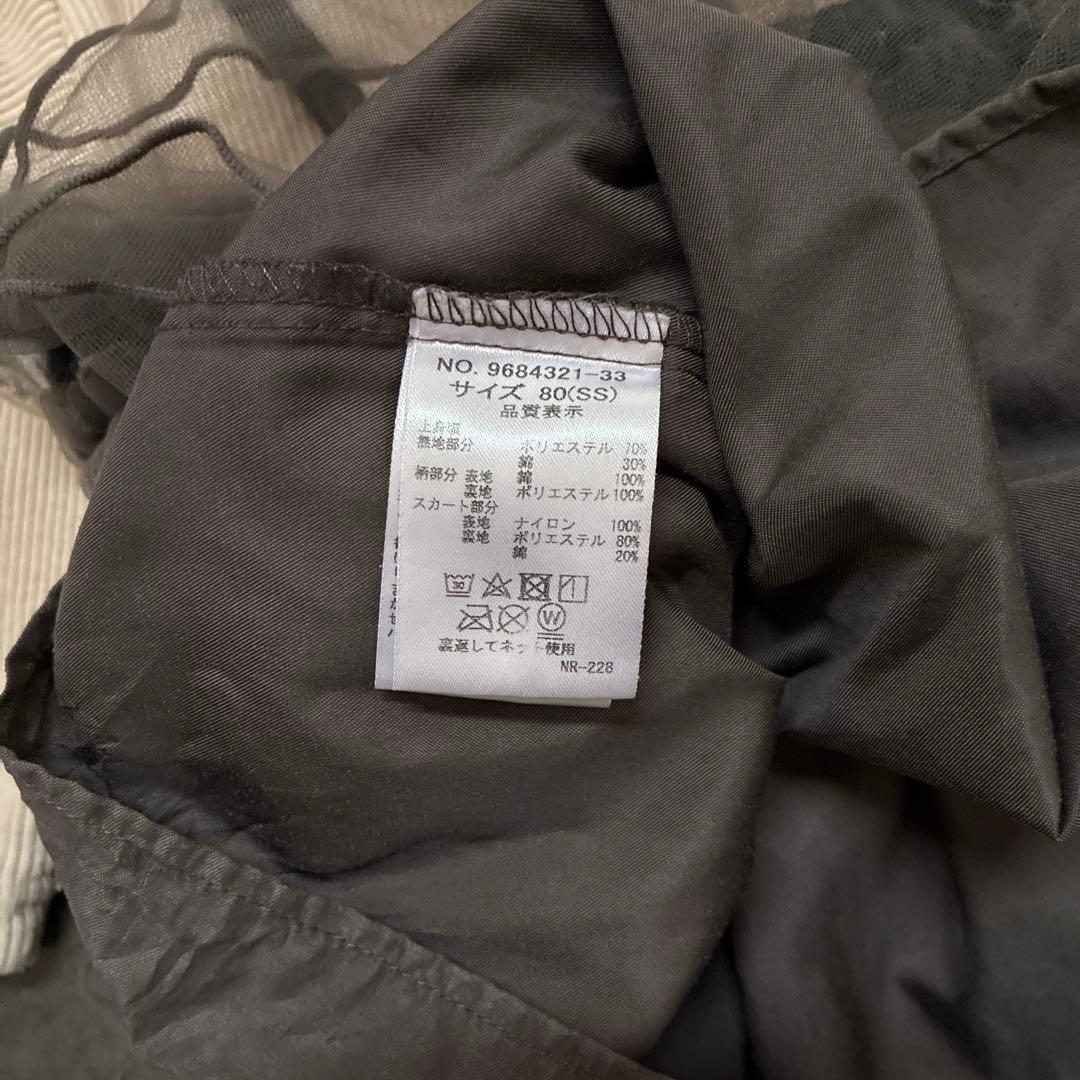 NO. 9684321-33
サイズ 80(SS)
品質表示
上身頃
無地部分 ポリエステル 70%
綿 30%
柄部分 表地 綿 100%
裏地 ポリエステル 100%
スカート部分
表地 ナイロン 100%
裏地 ポリエステル 80%
綿 20%
30
W
裏返してネット使用
NR-228